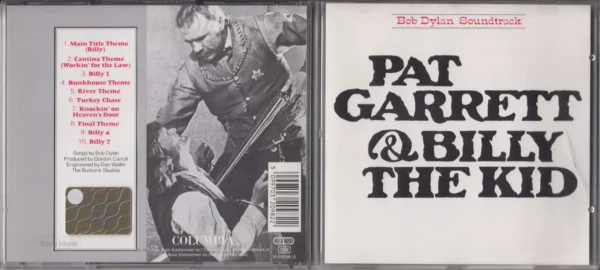 1. Main Title Theme
(Billy)
2. Cantina Theme
(Workin' for the Law)
3. Billy 1
4. Bunkhouse Theme
5. River Theme
6. Turkey Chase
7. Knockin' on
Heaven's Door
8. Final Theme
9. Billy 4
10. Billy 7
Songs by Bob Dylan
Produced by Gordon Carroll
Engineered by Dan Wallin
The Burbank Studios
Sony Music
COLUMBIA
Bob Dylan Soundtrack
PAT
GARRETT
& BILLY
THE KID